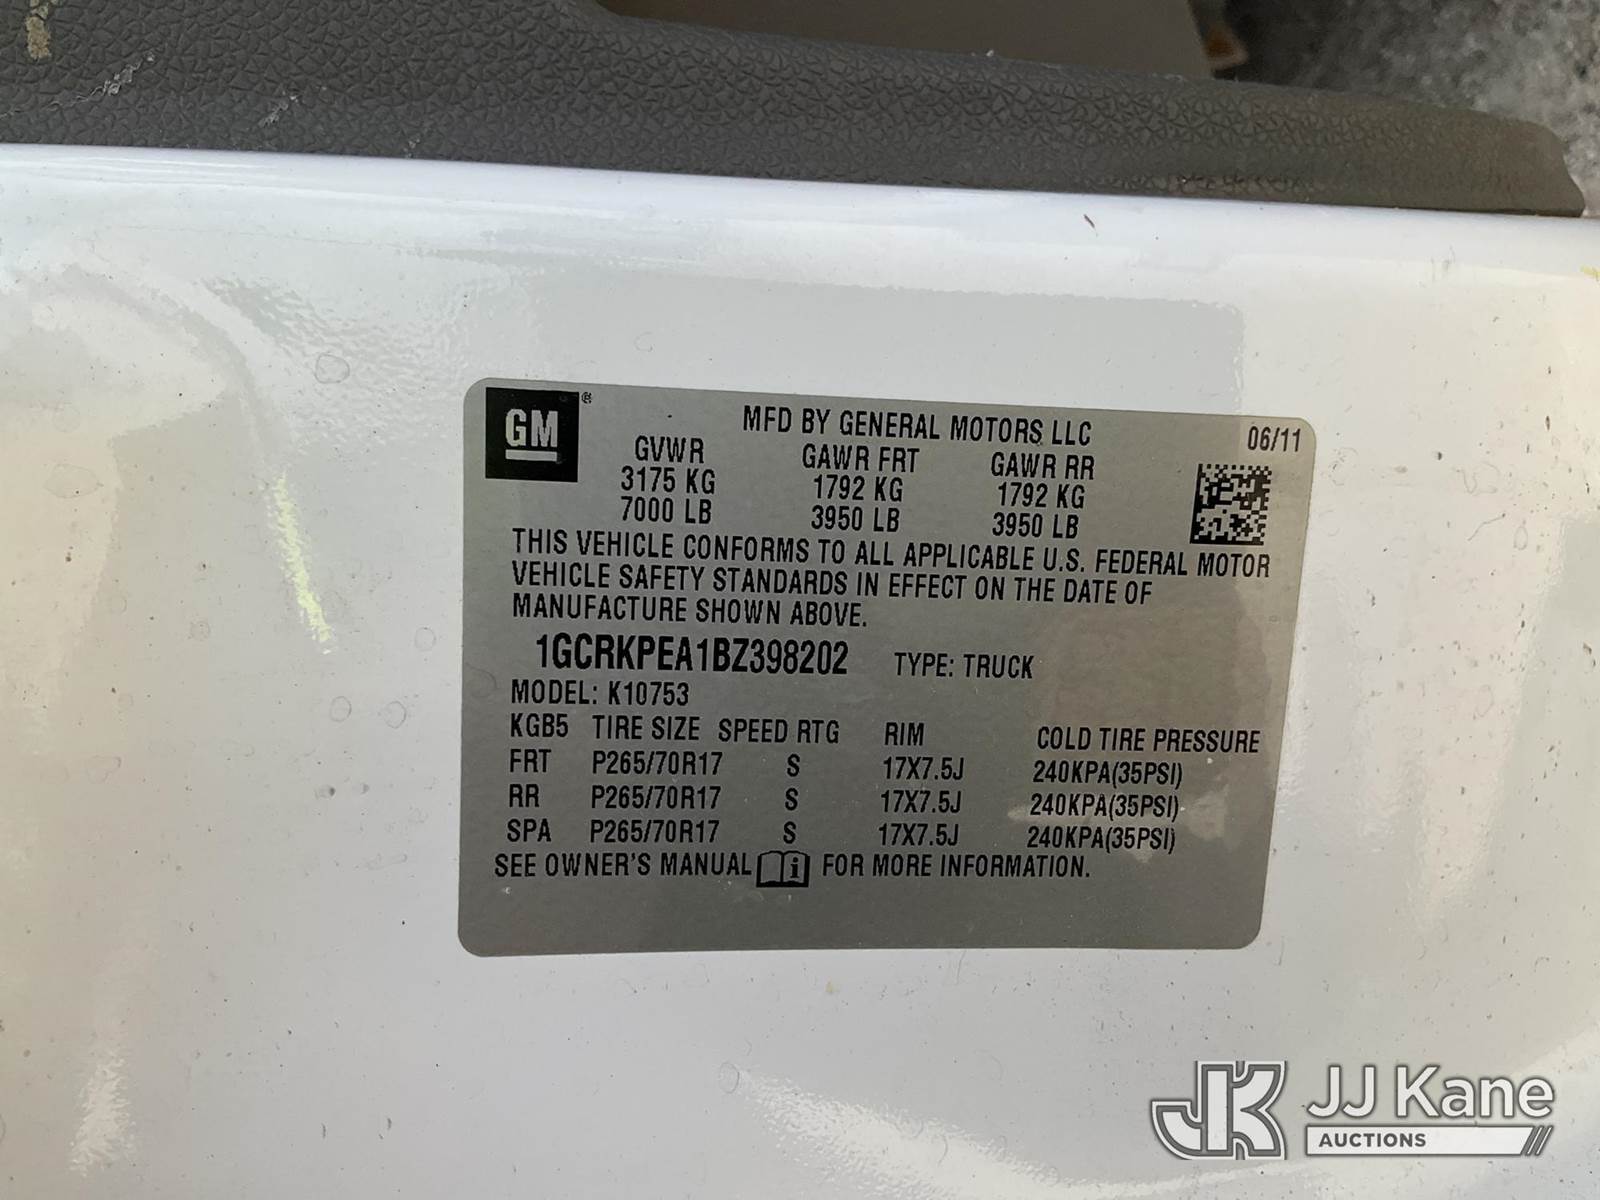 GM®
MFD BY GENERAL MOTORS LLC 06/11
GVWR GAWR FRT GAWR RR
3175 KG 1792 KG 1792 KG
7000 LB 3950 LB 3950 LB
THIS VEHICLE CONFORMS TO ALL APPLICABLE U.S. FEDERAL MOTOR
VEHICLE SAFETY STANDARDS IN EFFECT ON THE DATE OF
MANUFACTURE SHOWN ABOVE.
1GCRKPEA1BZ398202 TYPE: TRUCK
MODEL: K10753
KGB5 TIRE SIZE SPEED RTG RIM COLD TIRE PRESSURE
FRT P265/70R17 S 17X7.5J 240KPA(35PSI)
RR P265/70R17 S 17X7.5J 240KPA(35PSI)
SPA P265/70R17 S 17X7.5J 240KPA(35PSI)
SEE OWNER'S MANUAL FOR MORE INFORMATION.
JK JJ Kane
AUCTIONS